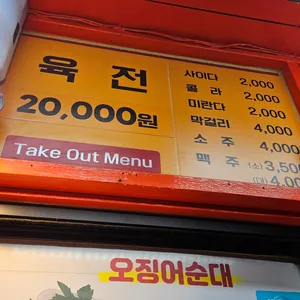 육 전
20,000원
Take Out Menu
사이다 2,000
콜 라 2,000
미란다 2,000
막걸리 4,000
소 주 4,000
맥 주 (소) 3,500
(대) 4,00
오징어순대